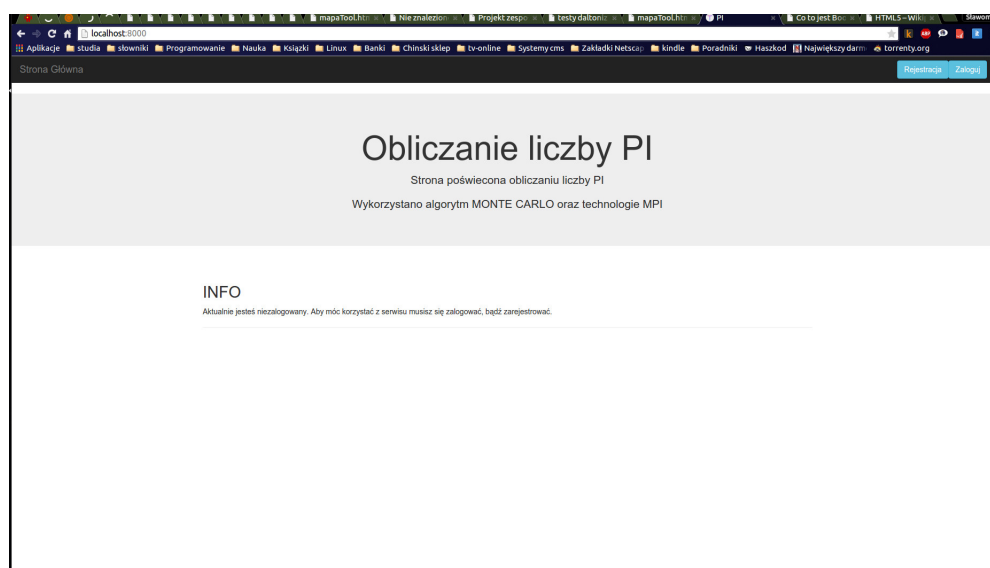 mapaTool.htm Nie znalezion Projekt zespo testy daltoniz mapaTool.htm PI Co to jest Boo HTML5 – Wiki Sławom
localhost:8000
Aplikacje studia słowniki Programowanie Nauka Książki Linux Banki Chinski sklep tv-online Systemy cms Zakładki Netscap kindle Poradniki Haszkod Największy darm torrenty.org
Strona Główna Rejestracja Zaloguj
Obliczanie liczby PI
Strona poświecona obliczaniu liczby PI
Wykorzystano algorytm MONTE CARLO oraz technologie MPI
INFO
Aktualnie jesteś niezalogowany. Aby móc korzystać z serwisu musisz się zalogować, bądź zarejestrować.